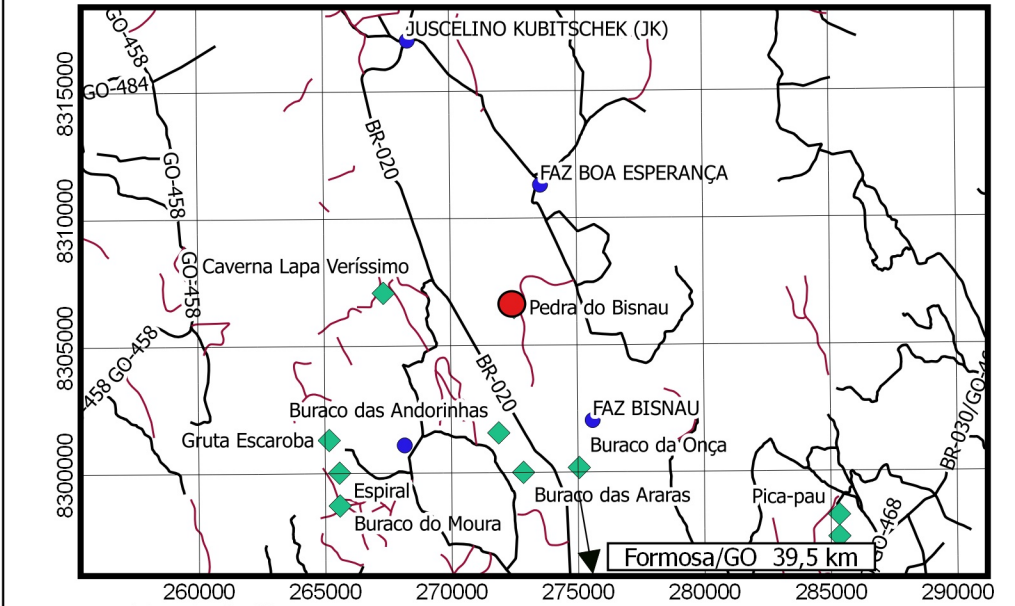 GO-458
JUSCELINO KUBITSCHEK (JK)
8315000
GO-484
BR-020
GO-458
FAZ BOA ESPERANÇA
8310000
GO-458
Caverna Lapa Veríssimo
Pedra do Bisnau
8305000
GO-458
-458
BR-020
BR-030/GO-4
Buraco das Andorinhas
FAZ BISNAU
Gruta Escaroba
Buraco da Onça
8300000
Espiral
Buraco das Araras
Pica-pau
Buraco do Moura
GO-468
Formosa/GO 39,5 km
260000 265000 270000 275000 280000 285000 290000